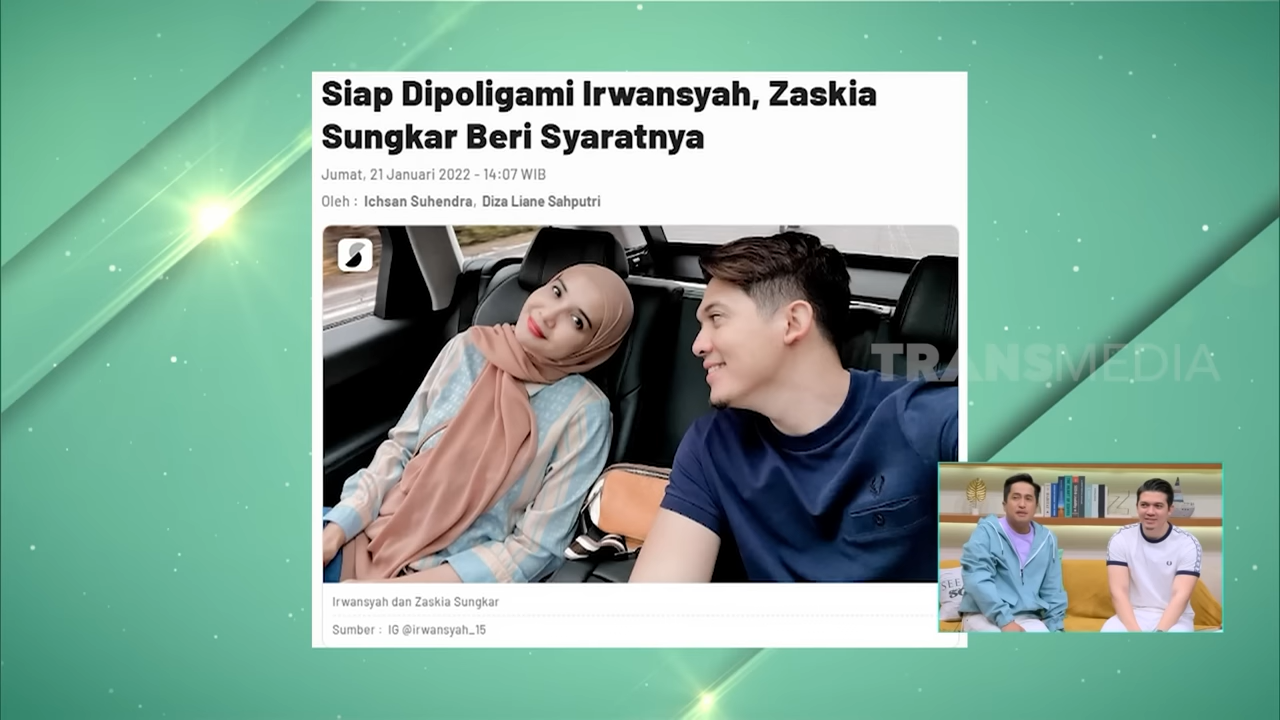 Siap Dipoligami Irwansyah, Zaskia
Sungkar Beri Syaratnya
Jumat, 21 Januari 2022 - 14:07 WIB
Oleh : Ichsan Suhendra, Diza Liane Sahputri
TRANSMEDIA
Irwansyah dan Zaskia Sungkar
Sumber : IG @irwansyah_15
SEE